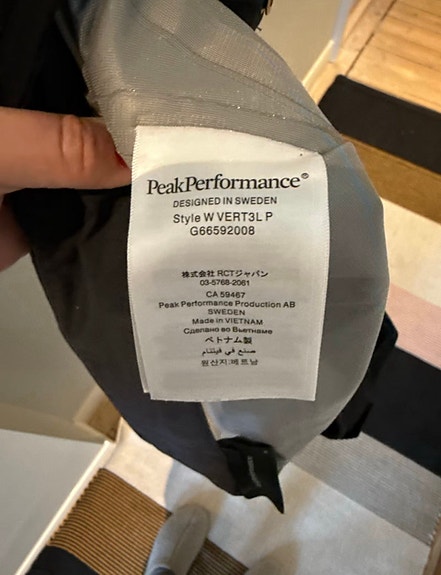 PeakPerformance®
DESIGNED IN SWEDEN
Style W VERT3L P
G66592008
株式会社 RCTジャパン
03-5768-2061
CA 59467
Peak Performance Production AB
SWEDEN
Made in VIETNAM
Сделано во Вьетнаме
ベトナム製
صنع في فيتنام
원산지:베트남